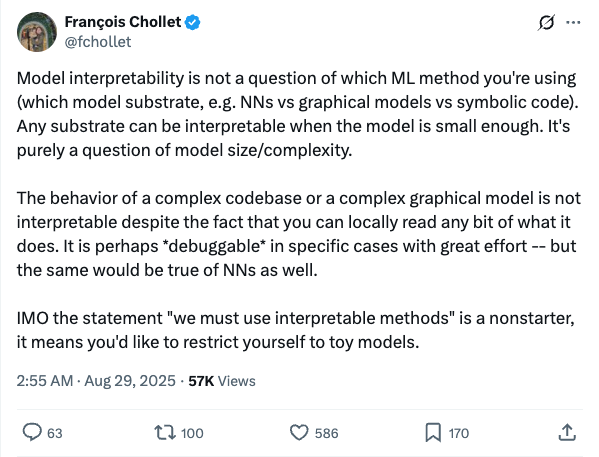 François Chollet
@fchollet
Model interpretability is not a question of which ML method you're using
(which model substrate, e.g. NNs vs graphical models vs symbolic code).
Any substrate can be interpretable when the model is small enough. It's
purely a question of model size/complexity.
The behavior of a complex codebase or a complex graphical model is not
interpretable despite the fact that you can locally read any bit of what it
does. It is perhaps *debuggable* in specific cases with great effort -- but
the same would be true of NNs as well.
IMO the statement "we must use interpretable methods" is a nonstarter,
it means you'd like to restrict yourself to toy models.
2:55 AM · Aug 29, 2025 · 57K Views
63 100 586 170